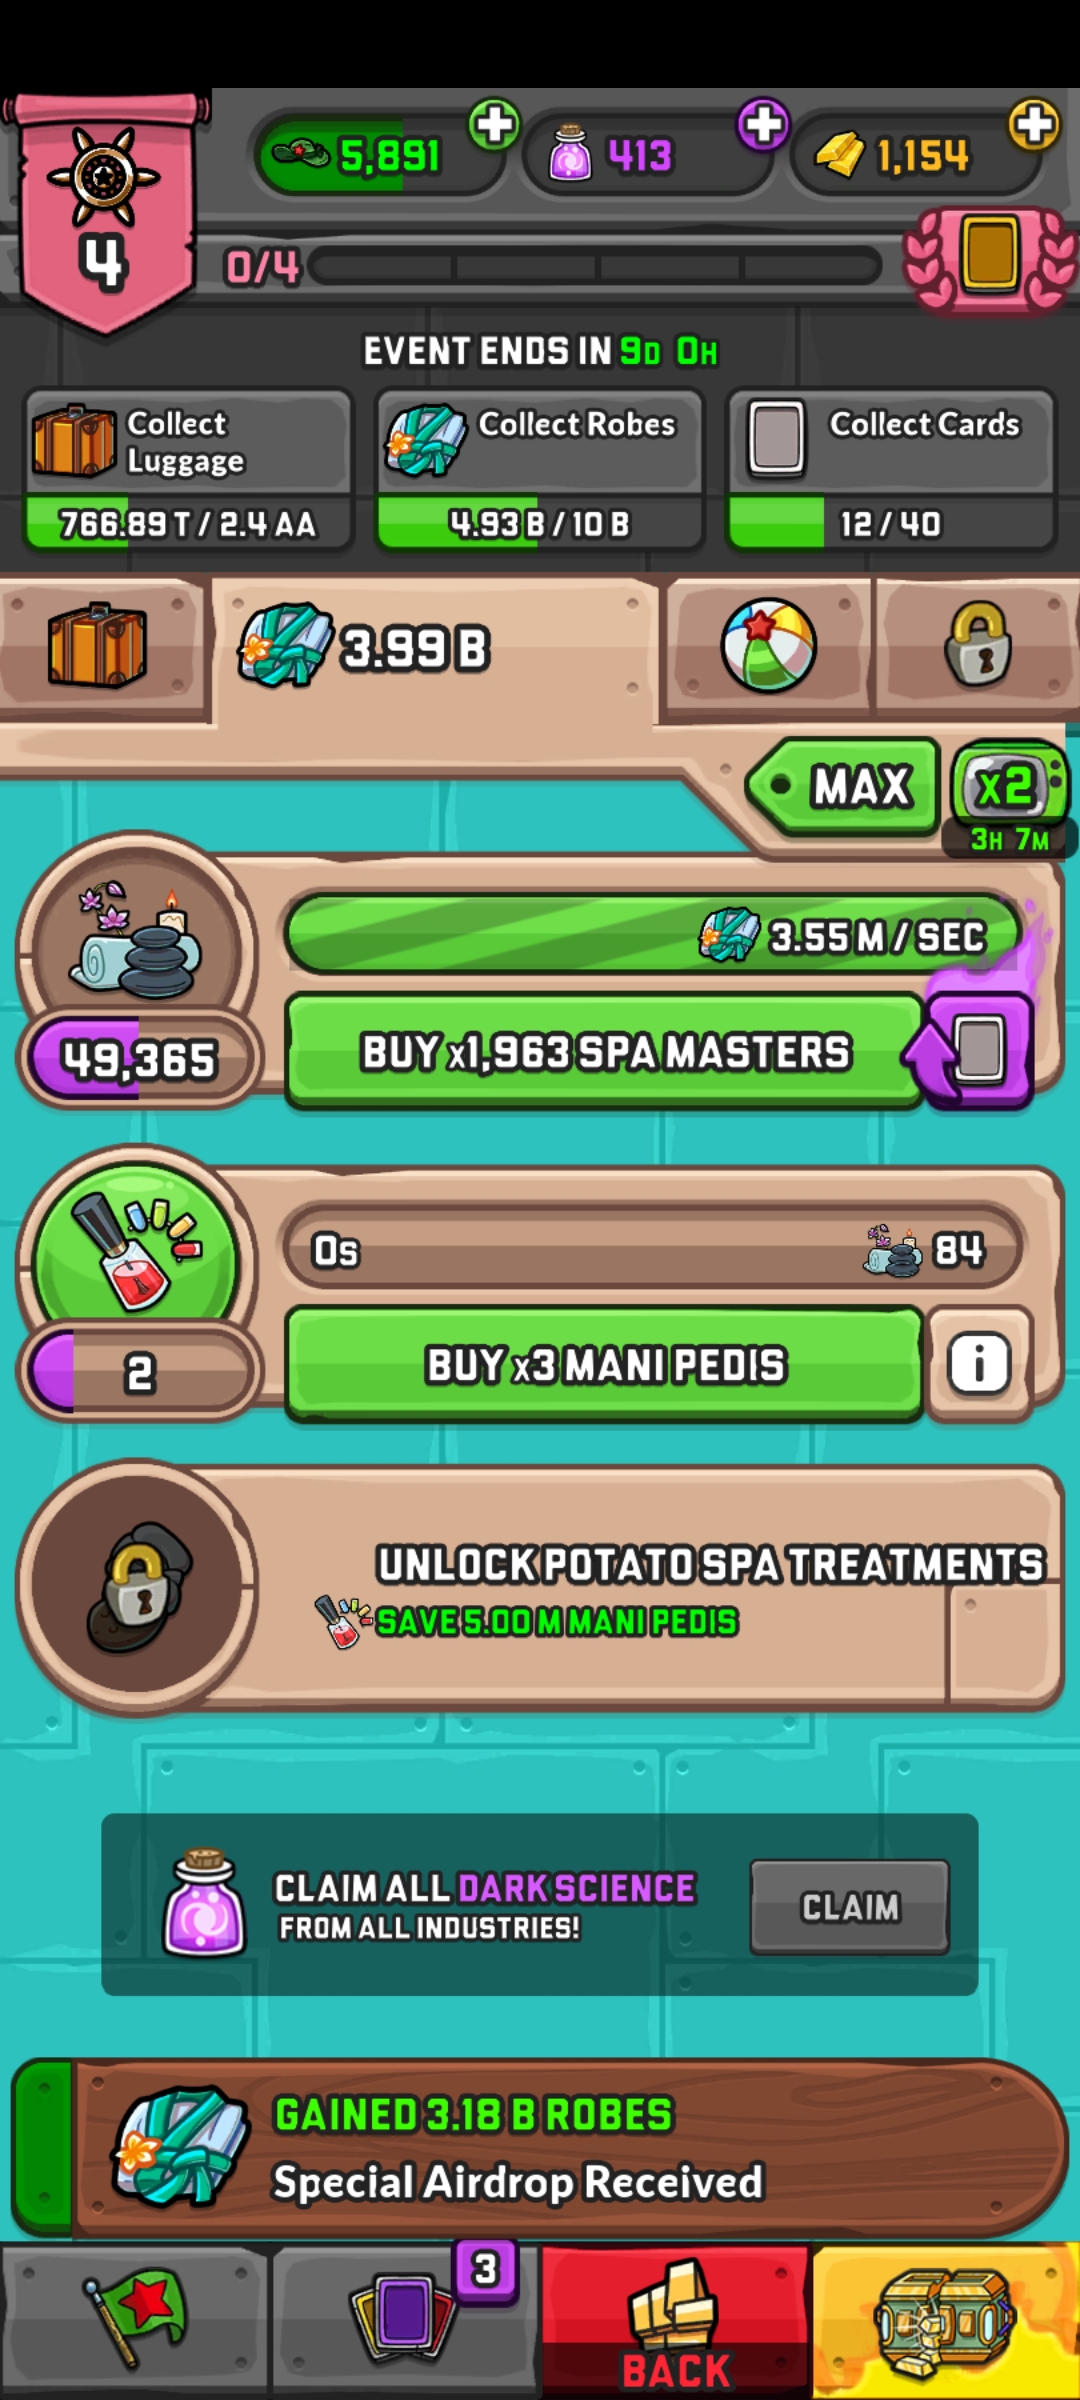 5,891
413
1,154
4
0/4
EVENT ENDS IN 9D 0H
Collect
Luggage
766.89 T / 2.4 AA
Collect Robes
4.93 B / 10 B
Collect Cards
12 / 40
3.99 B
MAX
x2
3H 7M
3.55 M / SEC
49,365
BUY x1,963 SPA MASTERS
0s
84
2
BUY x3 MANI PEDIS
i
UNLOCK POTATO SPA TREATMENTS
SAVE 5.00 M MANI PEDIS
CLAIM ALL DARK SCIENCE
FROM ALL INDUSTRIES!
CLAIM
GAINED 3.18 B ROBES
Special Airdrop Received
3
BACK